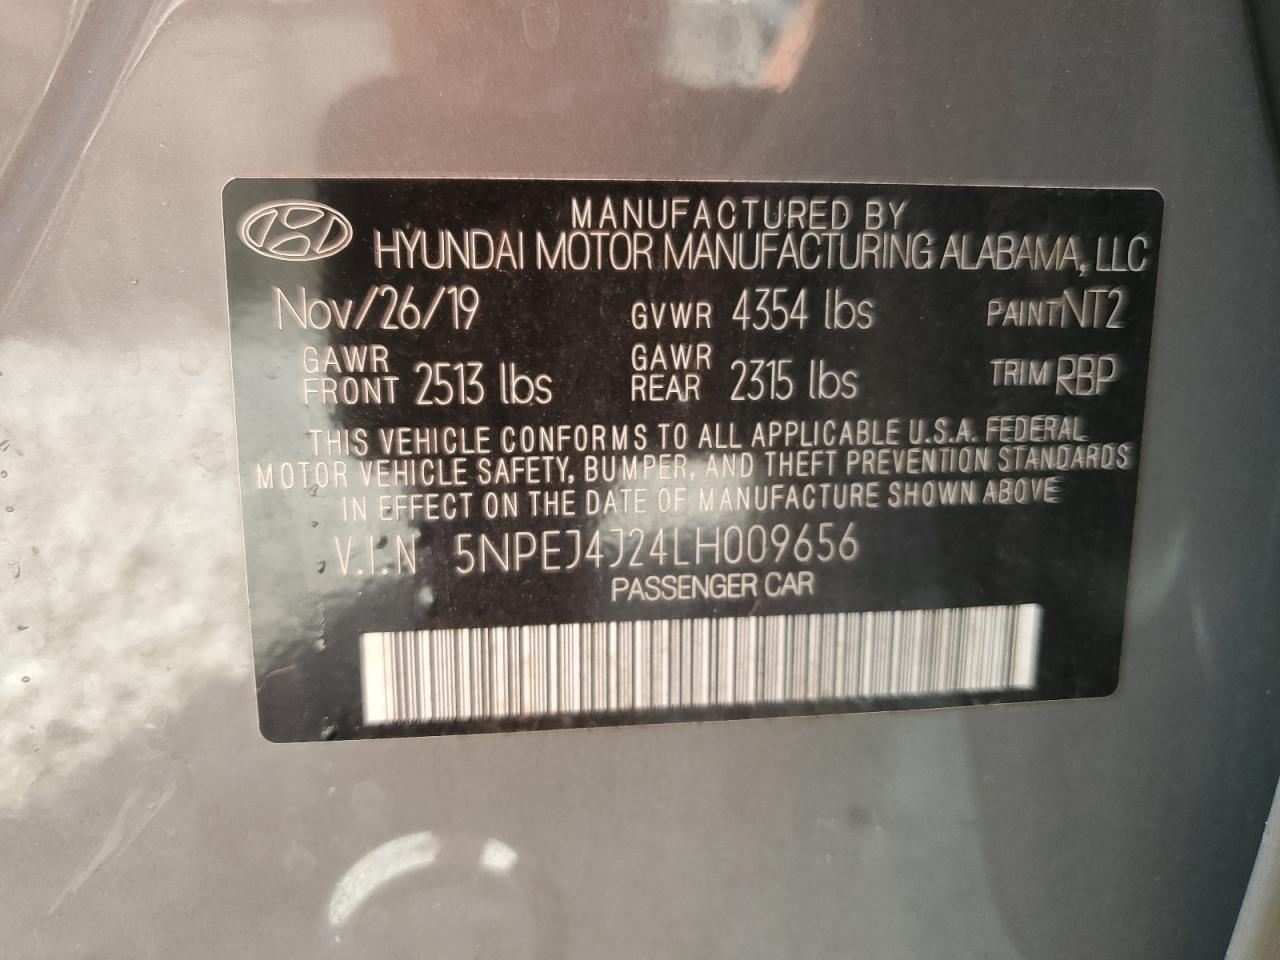 MANUFACTURED BY
HYUNDAI MOTOR MANUFACTURING ALABAMA, LLC
Nov/26/19 GVWR 4354 lbs PAINT NT2
GAWR FRONT 2513 lbs GAWR REAR 2315 lbs TRIM RBP
THIS VEHICLE CONFORMS TO ALL APPLICABLE U.S.A. FEDERAL
MOTOR VEHICLE SAFETY, BUMPER, AND THEFT PREVENTION STANDARDS
IN EFFECT ON THE DATE OF MANUFACTURE SHOWN ABOVE
V.I.N 5NPEJ4J24LH009656
PASSENGER CAR